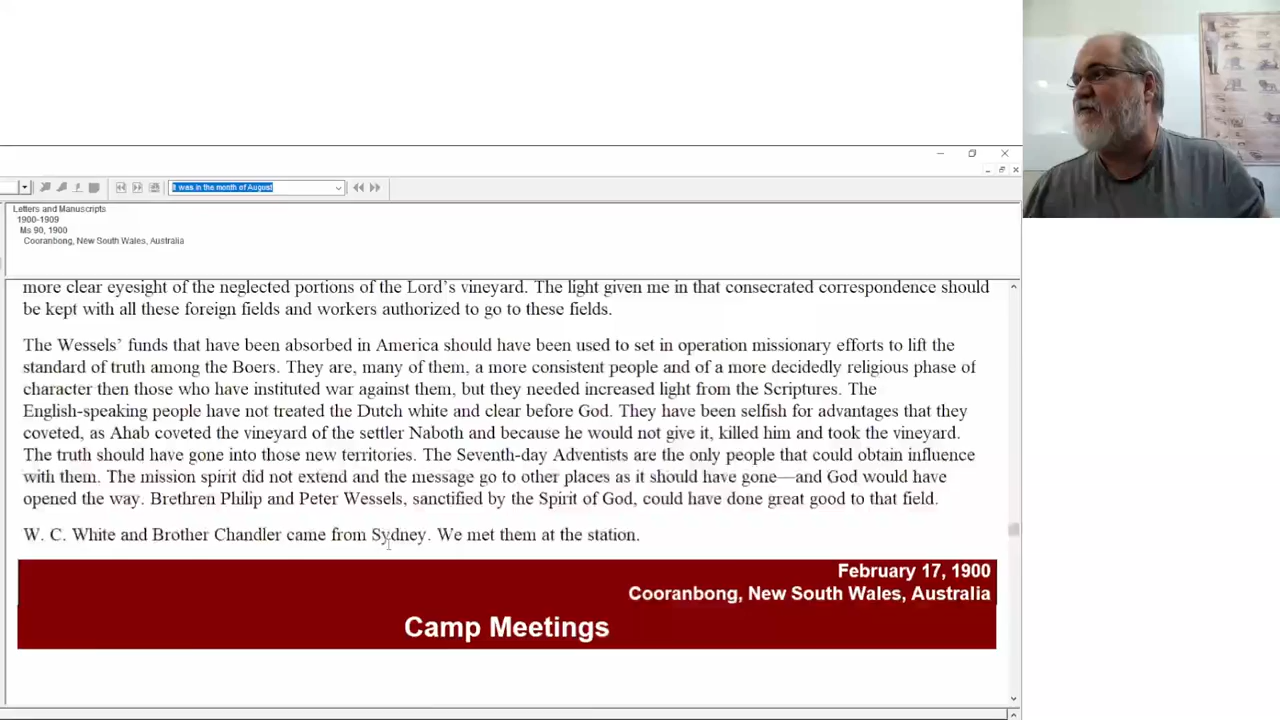 It was in the month of August
Letters and Manuscripts
1900-1909
Ms 90, 1900
Cooranbong, New South Wales, Australia
more clear eyesight of the neglected portions of the Lord's vineyard. The light given me in that consecrated correspondence should
be kept with all these foreign fields and workers authorized to go to these fields.
The Wessels' funds that have been absorbed in America should have been used to set in operation missionary efforts to lift the
standard of truth among the Boers. They are, many of them, a more consistent people and of a more decidedly religious phase of
character then those who have instituted war against them, but they needed increased light from the Scriptures. The
English-speaking people have not treated the Dutch white and clear before God. They have been selfish for advantages that they
coveted, as Ahab coveted the vineyard of the settler Naboth and because he would not give it, killed him and took the vineyard.
The truth should have gone into those new territories. The Seventh-day Adventists are the only people that could obtain influence
with them. The mission spirit did not extend and the message go to other places as it should have gone—and God would have
opened the way. Brethren Philip and Peter Wessels, sanctified by the Spirit of God, could have done great good to that field.
W. C. White and Brother Chandler came from Sydney. We met them at the station.
February 17, 1900
Cooranbong, New South Wales, Australia
Camp Meetings